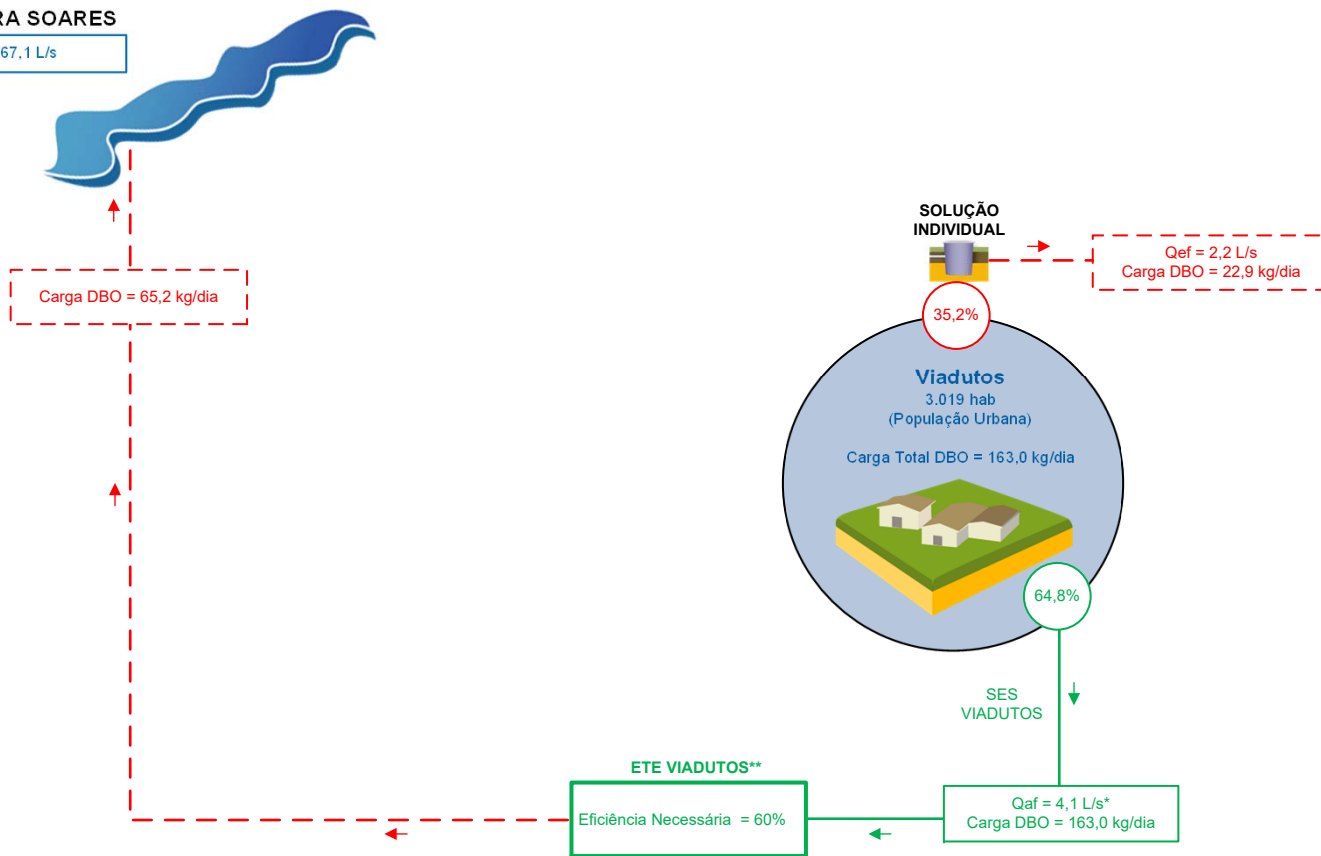 RA SOARES
67,1 L/s
SOLUÇÃO
INDIVIDUAL
Qef = 2,2 L/s
Carga DBO = 22,9 kg/dia
Carga DBO = 65,2 kg/dia
35,2%
Viadutos
3.019 hab
(População Urbana)
Carga Total DBO = 163,0 kg/dia
64,8%
SES
VIADUTOS
ETE VIADUTOS**
Eficiência Necessária = 60%
Qaf = 4,1 L/s*
Carga DBO = 163,0 kg/dia